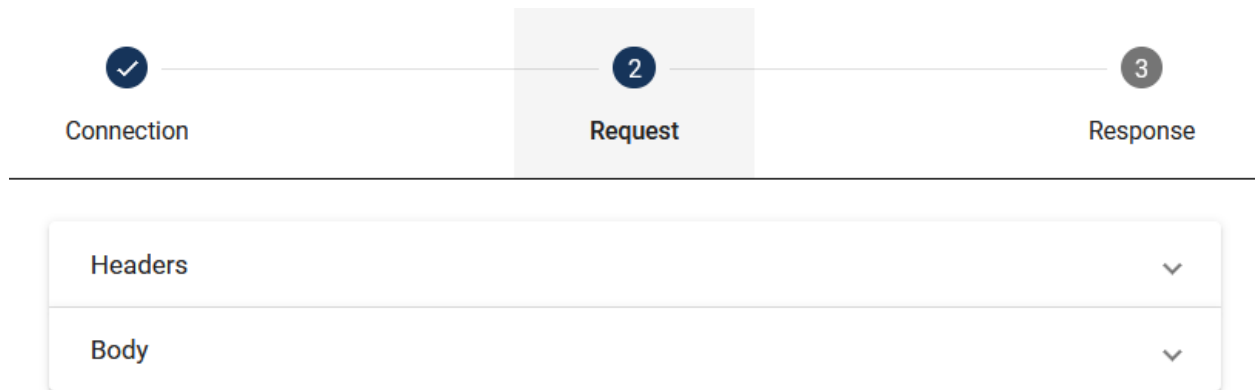 2
3
Connection
Request
Response
Headers
Body